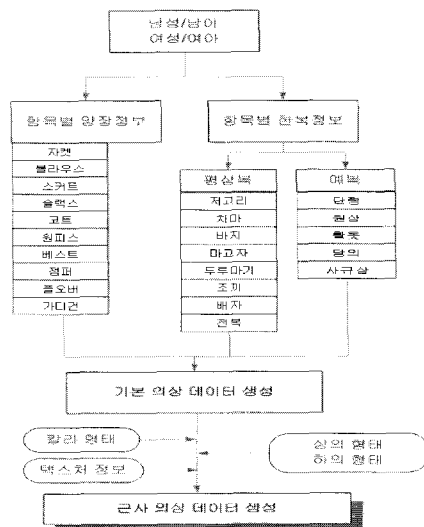 남성/남아
여성/여아
항목별 양장정보
항목별 한복정보
자켓
블라우스
스커트
슬랙스
코트
원피스
베스트
점퍼
풀오버
가디건
평상복
저고리
치마
바지
마고자
두루마기
조끼
배자
전복
예복
단령
원삼
활옷
당의
사규삼
기본 의상 데이터 생성
칼라 형태
텍스처 정보
상의 형태
하의 형태
근사 의상 데이터 생성